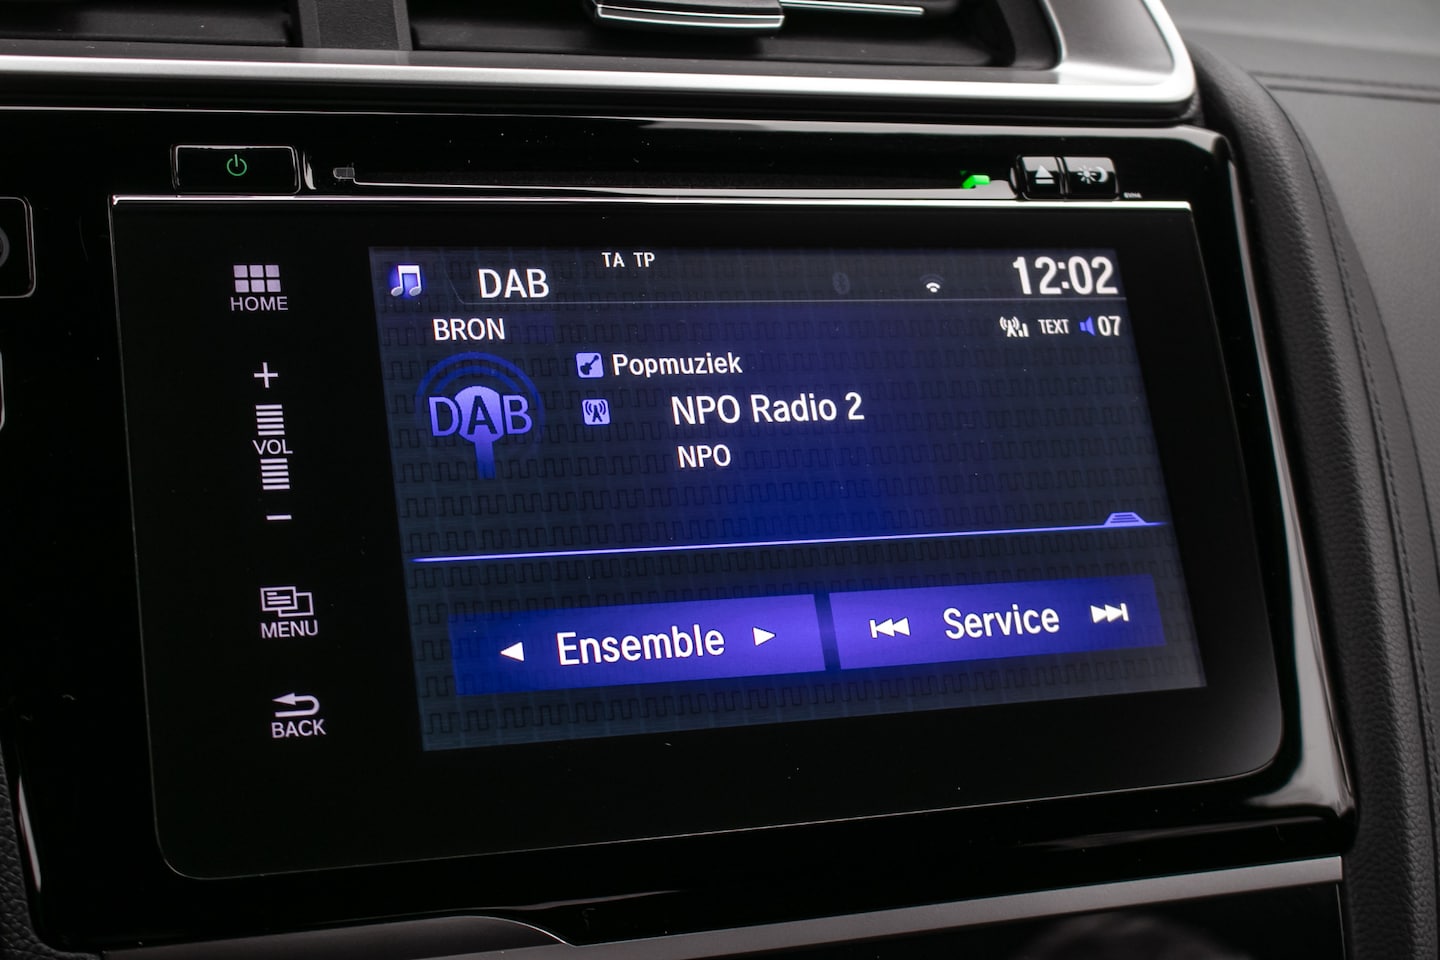 HOME
VOL
MENU
BACK
DAB
TA TP
12:02
BRON
TEXT
07
DAB
Popmuziek
NPO Radio 2
NPO
Ensemble
Service